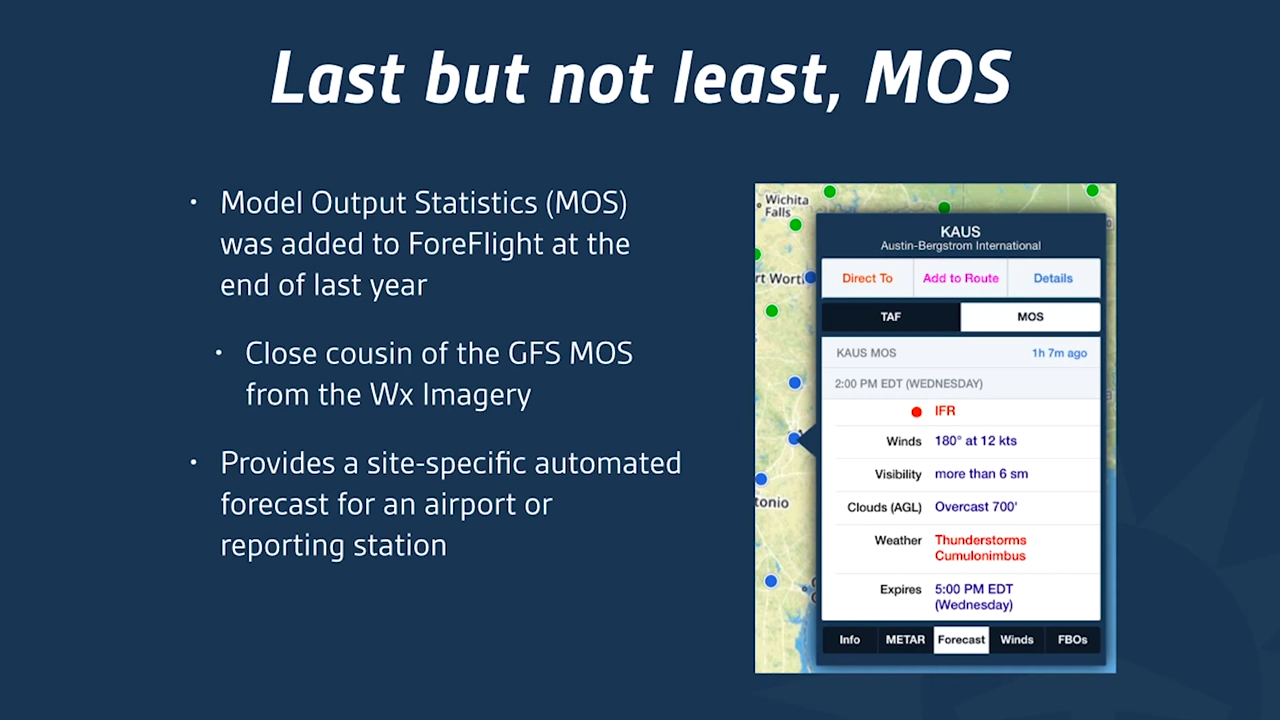 Last but not least, MOS
• Model Output Statistics (MOS)
was added to ForeFlight at the
end of last year
• Close cousin of the GFS MOS
from the Wx Imagery
• Provides a site-specific automated
forecast for an airport or
reporting station
Wichita
Falls
rt Wort
tonio
KAUS
Austin-Bergstrom International
Direct To Add to Route Details
TAF MOS
KAUS MOS 1h 7m ago
2:00 PM EDT (WEDNESDAY)
IFR
Winds 180° at 12 kts
Visibility more than 6 sm
Clouds (AGL) Overcast 700'
Weather Thunderstorms
Cumulonimbus
Expires 5:00 PM EDT
(Wednesday)
Info METAR Forecast Winds FBOs